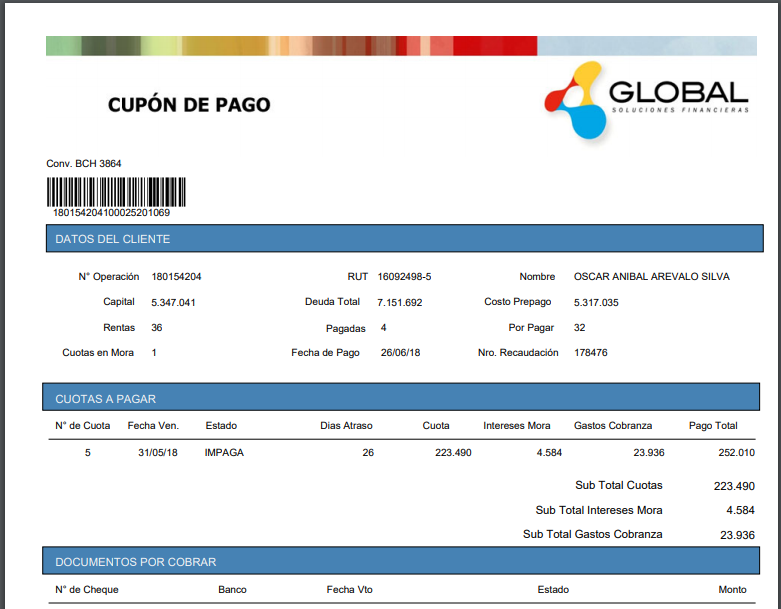 CUPÓN DE PAGO
GLOBAL
SOLUCIONES FINANCIERAS
Conv. BCH 3864
180154204100025201069
DATOS DEL CLIENTE
N° Operación 180154204 RUT 16092498-5 Nombre OSCAR ANIBAL AREVALO SILVA
Capital 5.347.041 Deuda Total 7.151.692 Costo Prepago 5.317.035
Rentas 36 Pagadas 4 Por Pagar 32
Cuotas en Mora 1 Fecha de Pago 26/06/18 Nro. Recaudación 178476
CUOTAS A PAGAR
N° de Cuota Fecha Ven. Estado Dias Atraso Cuota Intereses Mora Gastos Cobranza Pago Total
5 31/05/18 IMPAGA 26 223.490 4.584 23.936 252.010
Sub Total Cuotas 223.490
Sub Total Intereses Mora 4.584
Sub Total Gastos Cobranza 23.936
DOCUMENTOS POR COBRAR
N° de Cheque Banco Fecha Vto Estado Monto